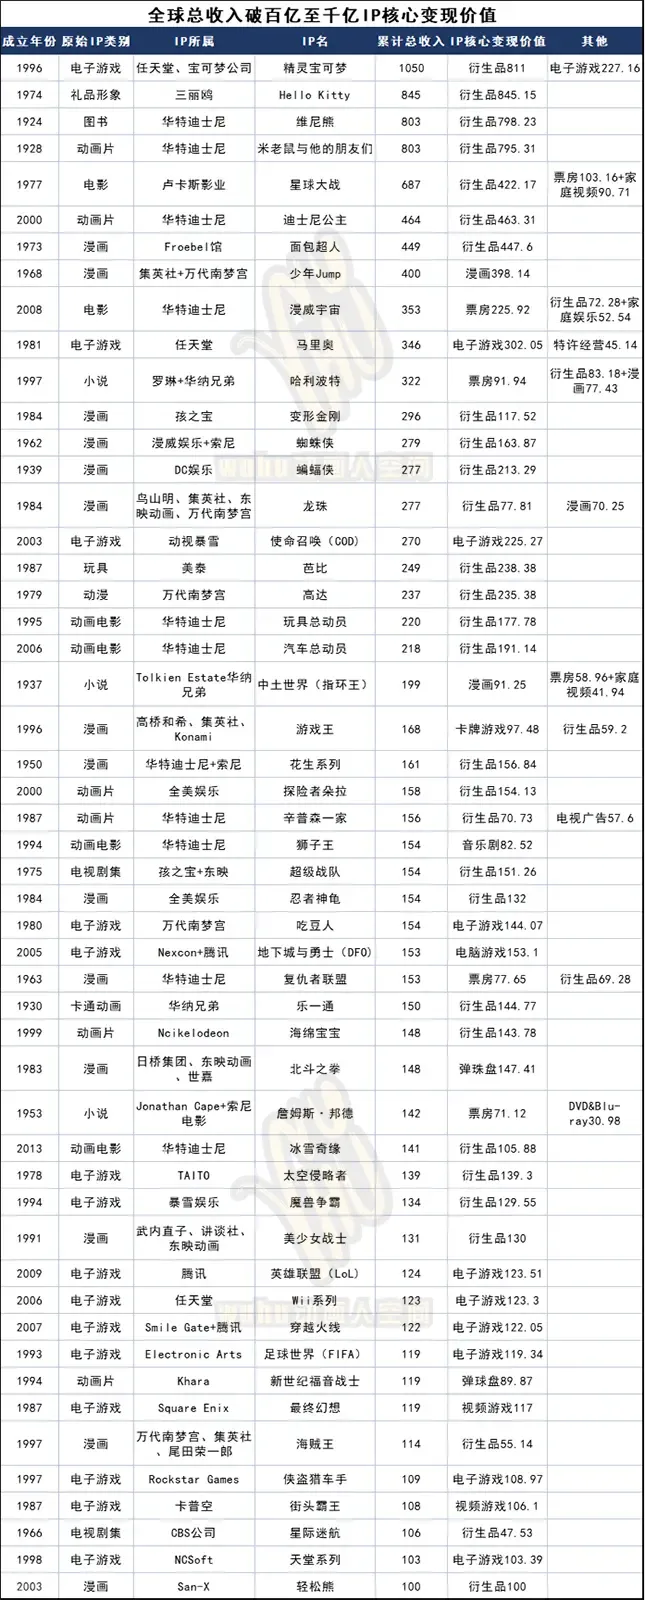 全球总收入破百亿至千亿IP核心变现价值
成立年份 原始IP类别 IP所属 IP名 累计总收入 IP核心变现价值 其他
1996 电子游戏 任天堂、宝可梦公司 精灵宝可梦 1050 衍生品811 电子游戏227.16
1974 礼品形象 三丽鸥 Hello Kitty 845 衍生品845.15
1924 图书 华特迪士尼 维尼熊 803 衍生品798.23
1928 动画片 华特迪士尼 米老鼠与他的朋友们 803 衍生品795.31
1977 电影 卢卡斯影业 星球大战 687 衍生品422.17 票房103.16+家
庭视频90.71
2000 动画片 华特迪士尼 迪士尼公主 464 衍生品463.31
1973 漫画 Froebel馆 面包超人 449 衍生品447.6
1968 漫画 集英社+万代南梦宫 少年Jump 400 漫画398.14
2008 电影 华特迪士尼 漫威宇宙 353 票房225.92 衍生品72.28+家
庭娱乐52.54
1981 电子游戏 任天堂 马里奥 346 电子游戏302.05 特许经营45.14
1997 小说 罗琳+华纳兄弟 哈利波特 322 票房91.94 衍生品83.18+漫
画77.43
1984 漫画 孩之宝 变形金刚 296 衍生品117.52
1962 漫画 漫威娱乐+索尼 蜘蛛侠 279 衍生品163.87
1939 漫画 DC娱乐 蝙蝠侠 277 衍生品213.29
1984 漫画 鸟山明、集英社、东
映动画、万代南梦宫 龙珠 277 衍生品77.81 漫画70.25
2003 电子游戏 动视暴雪 使命召唤（COD） 270 电子游戏225.27
1987 玩具 美泰 芭比 249 衍生品238.38
1979 动漫 万代南梦宫 高达 237 衍生品235.38
1995 动画电影 华特迪士尼 玩具总动员 220 衍生品177.78
2006 动画电影 华特迪士尼 汽车总动员 218 衍生品191.14
1937 小说 Tolkien Estate华纳
兄弟 中土世界（指环王） 199 漫画91.25 票房58.96+家庭
视频41.94
1996 漫画 高桥和希、集英社、
Konami 游戏王 168 卡牌游戏97.48 衍生品59.2
1950 漫画 华特迪士尼+索尼 花生系列 161 衍生品156.84
2000 动画片 全美娱乐 探险者朵拉 158 衍生品154.13
1987 动画片 华特迪士尼 辛普森一家 156 衍生品70.73 电视广告57.6
1994 动画电影 华特迪士尼 狮子王 154 音乐剧82.52
1975 电视剧集 孩之宝+东映 超级战队 154 衍生品151.26
1984 漫画 全美娱乐 忍者神龟 154 衍生品132
1980 电子游戏 万代南梦宫 吃豆人 154 电子游戏144.07
2005 电子游戏 Nexcon+腾讯 地下城与勇士（DFO） 153 电脑游戏153.1
1963 漫画 华特迪士尼 复仇者联盟 153 票房77.65 衍生品69.28
1930 卡通动画 华纳兄弟 乐一通 150 衍生品144.77
1999 动画片 Ncikelodeon 海绵宝宝 148 衍生品143.78
1983 漫画 日桥集团、东映动画
、世嘉 北斗之拳 148 弹珠盘147.41
1953 小说 Jonathan Cape+索尼
电影 詹姆斯·邦德 142 票房71.12 DVD&Blu-
ray30.98
2013 动画电影 华特迪士尼 冰雪奇缘 141 衍生品105.88
1978 电子游戏 TAITO 太空侵略者 139 衍生品139.3
1994 电子游戏 暴雪娱乐 魔兽争霸 134 衍生品129.55
1991 漫画 武内直子、讲谈社、
东映动画 美少女战士 131 衍生品130
2009 电子游戏 腾讯 英雄联盟（LoL） 124 电子游戏123.51
2006 电子游戏 任天堂 Wii系列 123 电子游戏123.3
2007 电子游戏 Smile Gate+腾讯 穿越火线 122 电子游戏122.05
1993 电子游戏 Electronic Arts 足球世界（FIFA） 119 电子游戏119.34
1994 动画片 Khara 新世纪福音战士 119 弹球盘89.87
1987 电子游戏 Square Enix 最终幻想 119 视频游戏117
1997 漫画 万代南梦宫、集英社
、尾田荣一郎 海贼王 114 衍生品55.14
1997 电子游戏 Rockstar Games 侠盗猎车手 109 电子游戏108.97
1987 电子游戏 卡普空 街头霸王 108 视频游戏106.1
1966 电视剧集 CBS公司 星际迷航 106 衍生品47.53
1998 电子游戏 NCSoft 天堂系列 103 电子游戏103.39
2003 漫画 San-X 轻松熊 100 衍生品100